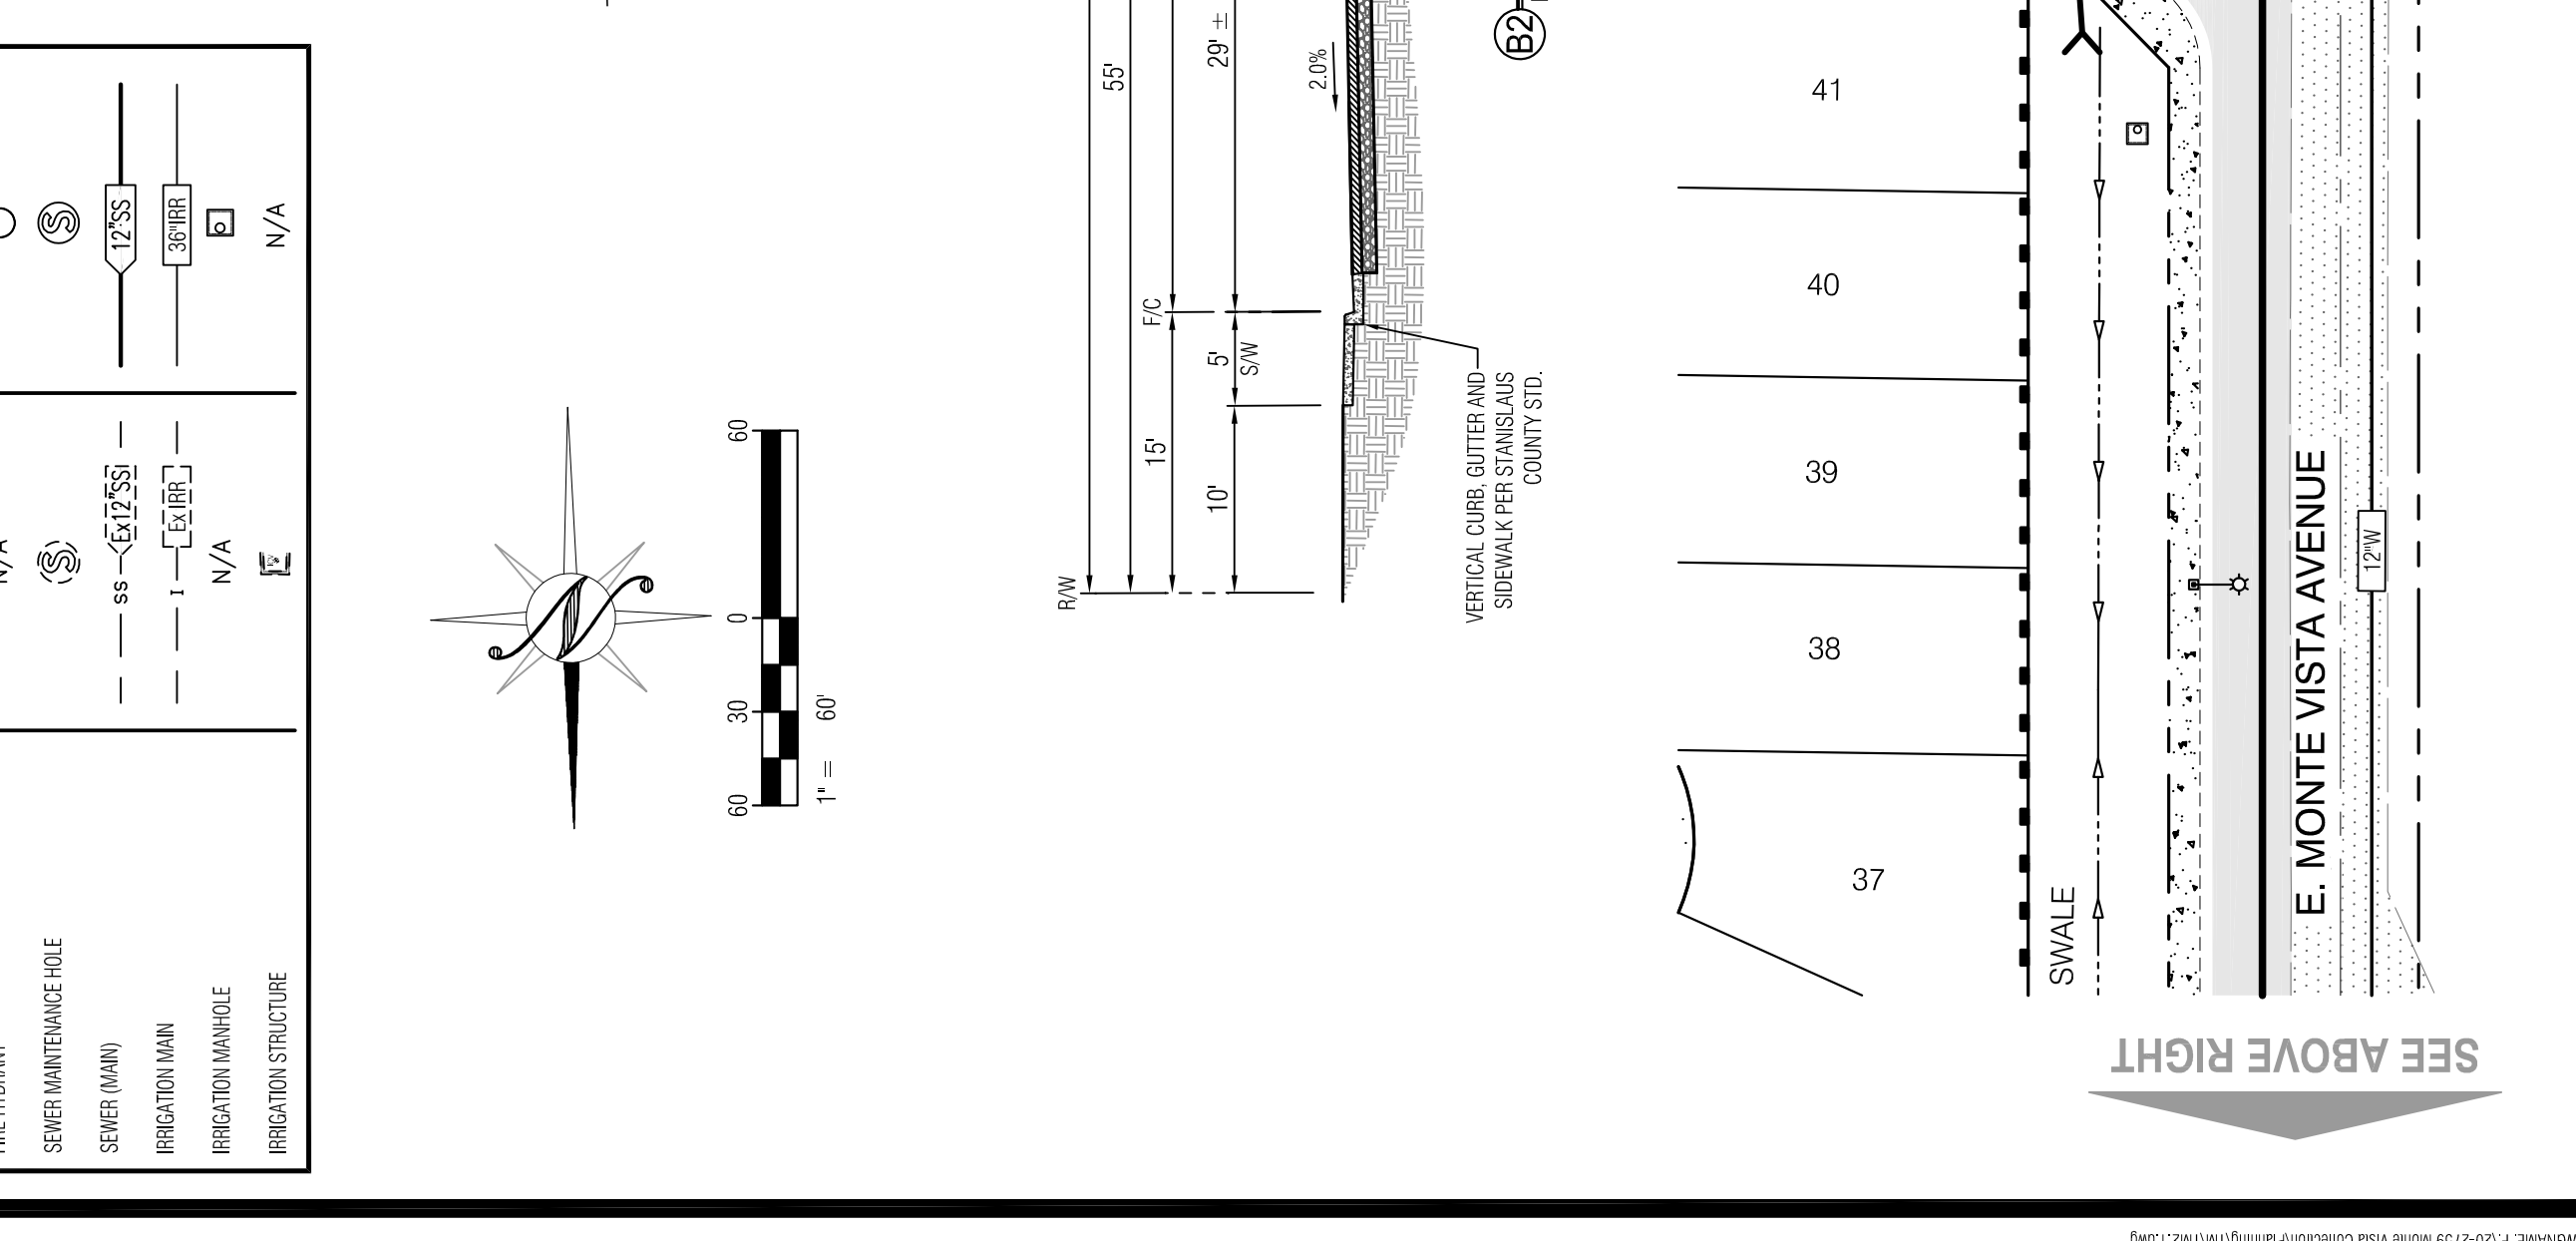 12"SS
36"IRR
N/A
Ex12"SS
SS
Ex IRR
I
N/A
SEWER MAINTENANCE HOLE
SEWER (MAIN)
IRRIGATION MAIN
IRRIGATION MANHOLE
IRRIGATION STRUCTURE
60
0
30
60
1" = 60'
55'
29' ±
2.0%
F/C
5'
S/W
15'
10'
R/W
VERTICAL CURB, GUTTER AND
SIDEWALK PER STANISLAUS
COUNTY STD.
B2
41
40
39
38
37
SWALE
E. MONTE VISTA AVENUE
12"W
SEE ABOVE RIGHT